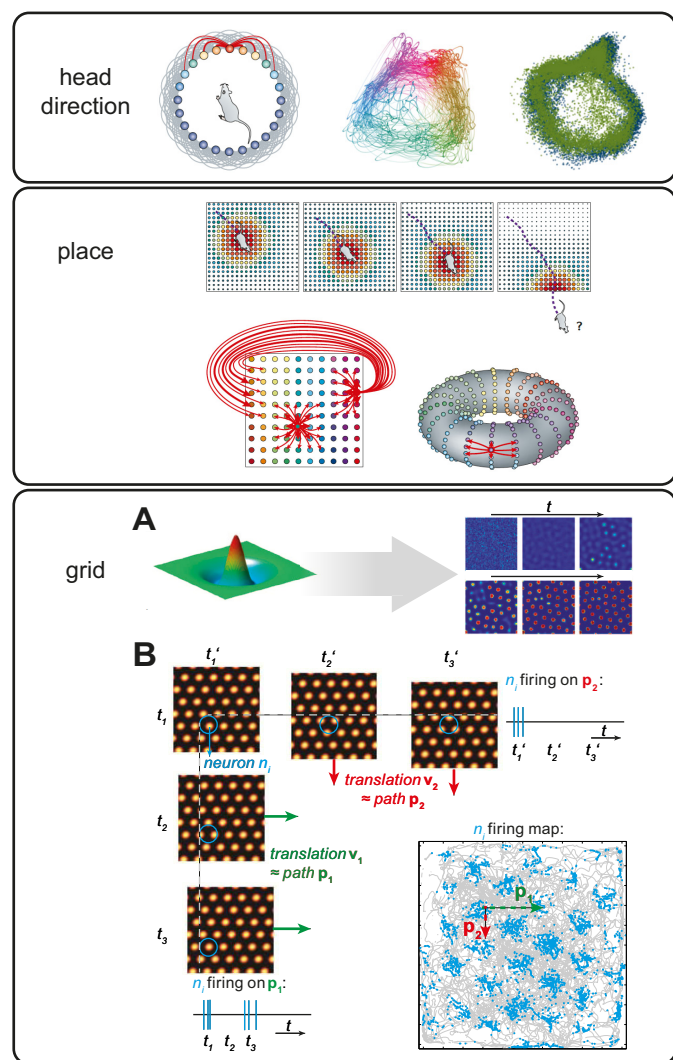 head
direction
place
?
grid
A
t
t
B
t₁‘
t₂‘
t₃‘
nᵢ firing on p₂:
t₁
t
t₁‘
t₂‘
t₃‘
neuron nᵢ
translation v₂
≈ path p₂
t₂
translation v₁
≈ path p₁
nᵢ firing map:
p₁
p₂
t₃
nᵢ firing on p₁:
t
t₁
t₂
t₃